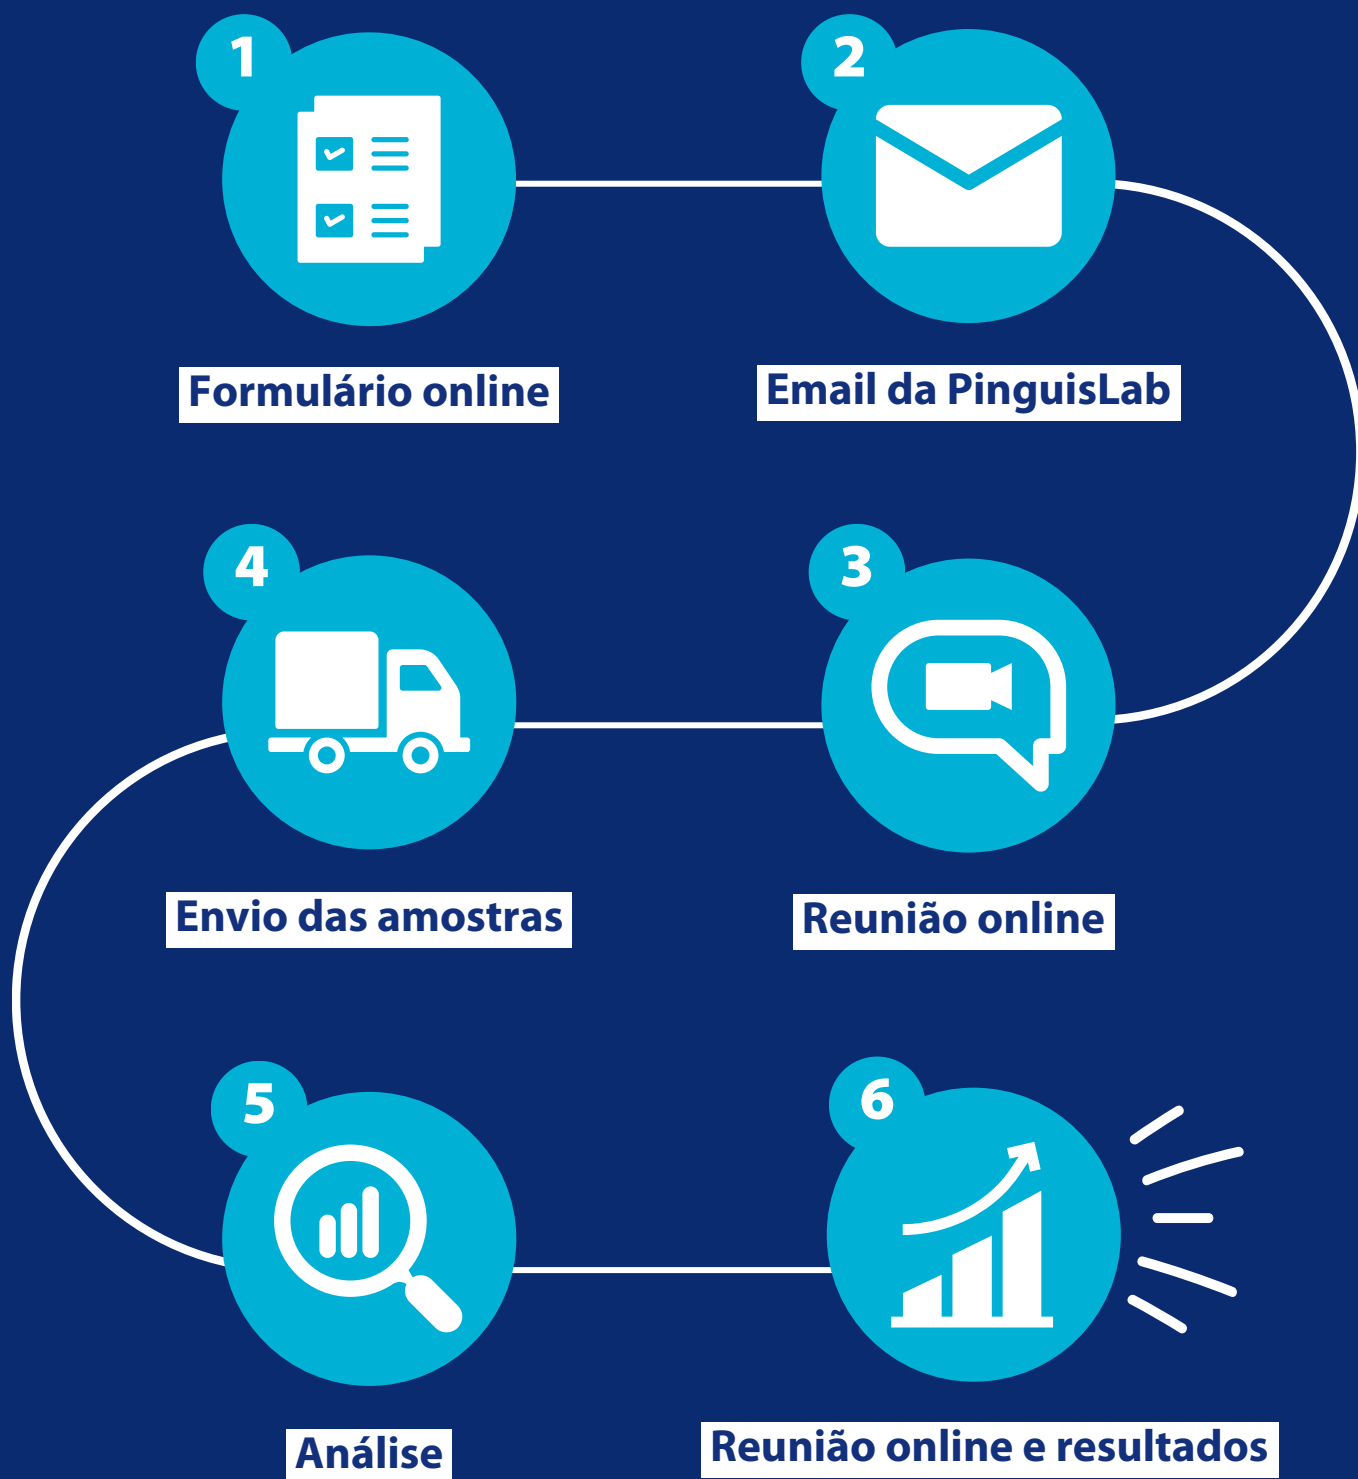 1
Formulário online
2
Email da PinguisLab
3
Reunião online
4
Envio das amostras
5
Análise
6
Reunião online e resultados